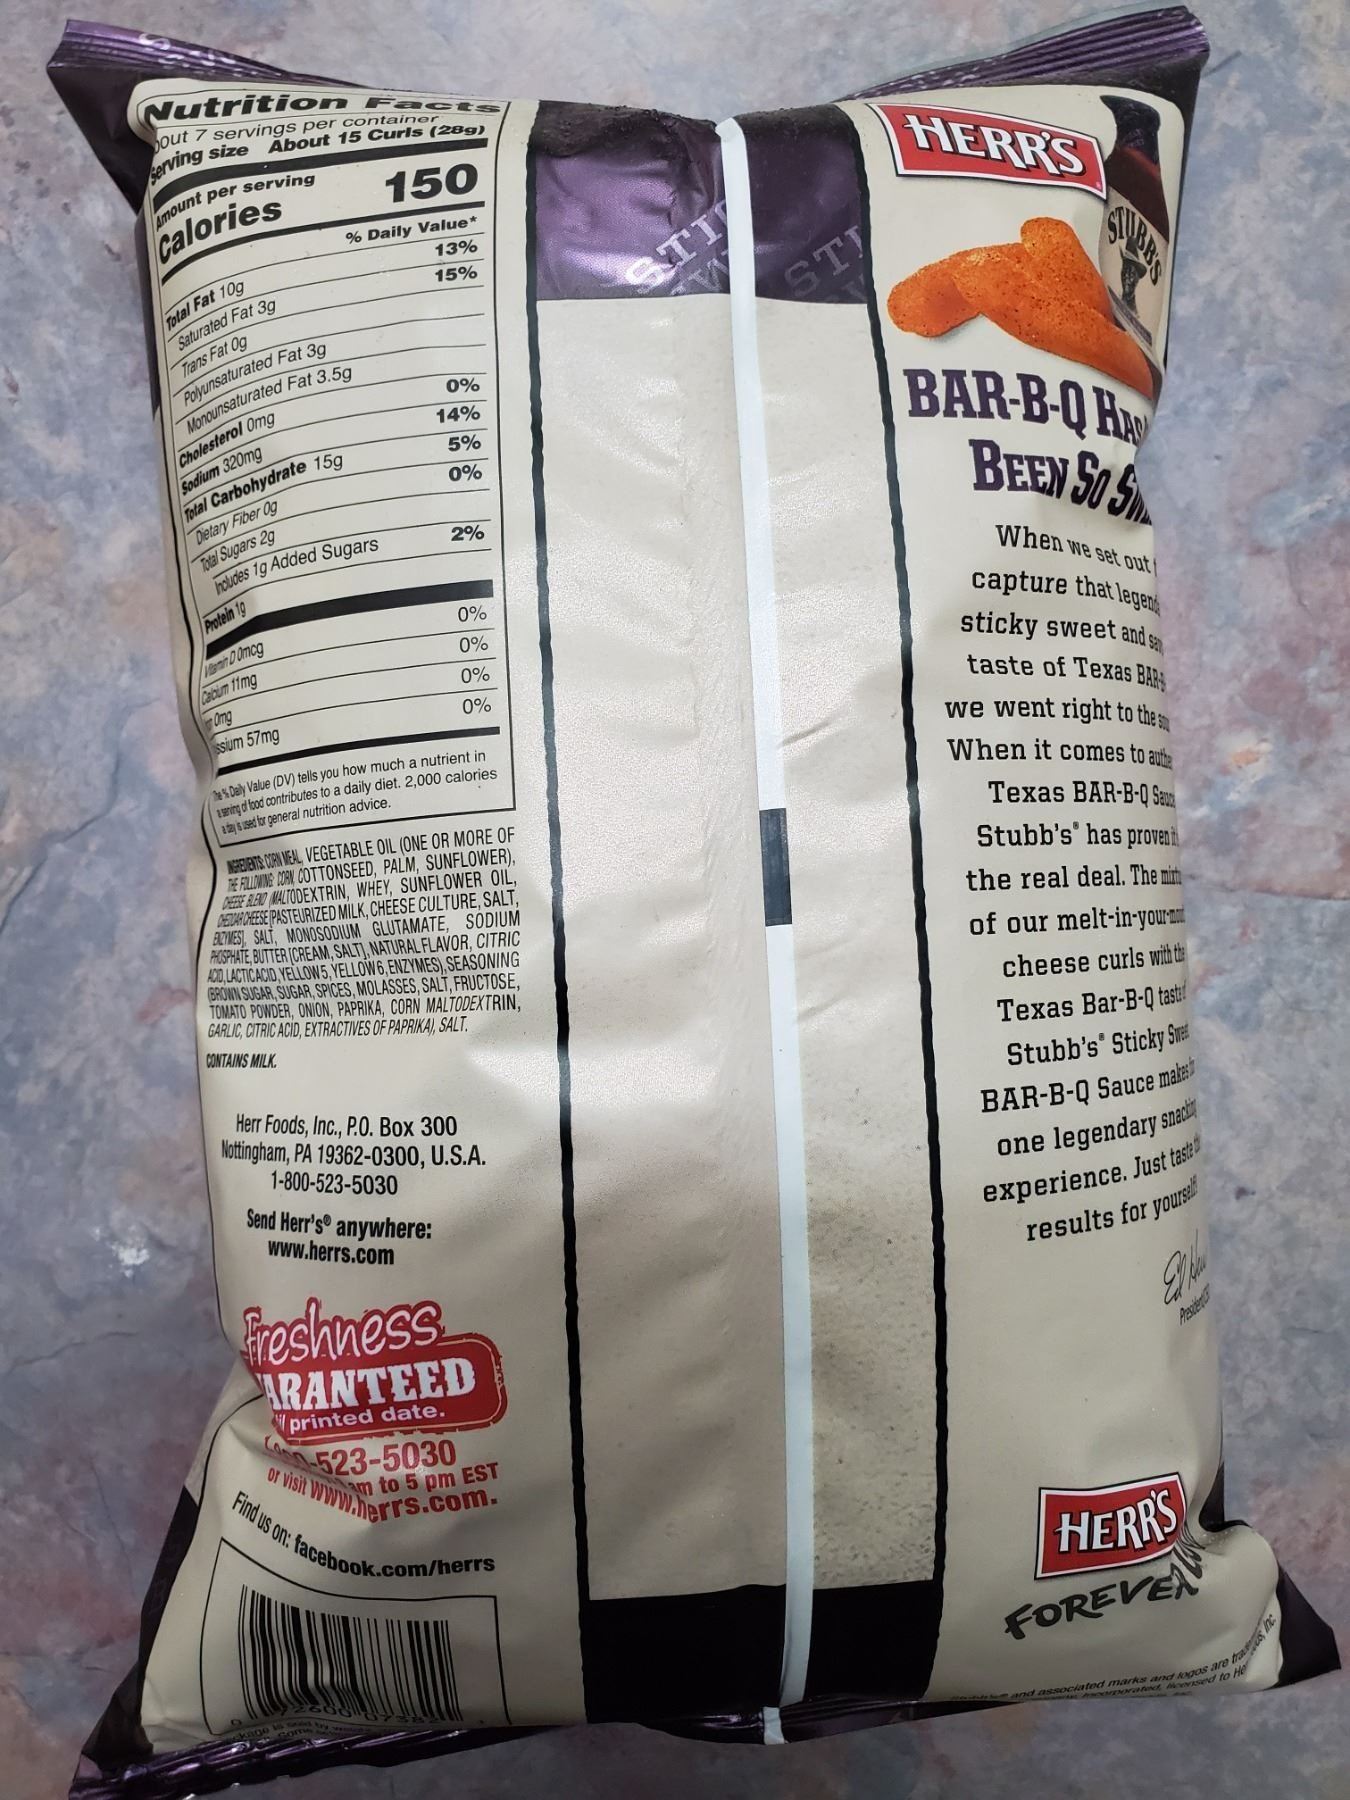 Nutrition Facts
7 servings per container
Serving size About 15 Curls (28g)
Amount per serving
Calories 150
% Daily Value*
Total Fat 10g 13%
Saturated Fat 3g 15%
Trans Fat 0g
Polyunsaturated Fat 3g
Monounsaturated Fat 3.5g
Cholesterol 0mg 0%
Sodium 320mg 14%
Total Carbohydrate 15g 5%
Dietary Fiber 0g 0%
Total Sugars 2g
Includes 1g Added Sugars 2%
Protein 1g
Vitamin D 0mcg 0%
Calcium 11mg 0%
0mg 0%
57mg 0%
The % Daily Value (DV) tells you how much a nutrient in
a serving of food contributes to a daily diet. 2,000 calories
a day is used for general nutrition advice.
INGREDIENTS: CORN MEAL, VEGETABLE OIL (ONE OR MORE OF
THE FOLLOWING: CORN, COTTONSEED, PALM, SUNFLOWER),
CHEESE BLEND (MALTODEXTRIN, WHEY, SUNFLOWER OIL,
CHEDDAR CHEESE [PASTEURIZED MILK, CHEESE CULTURE, SALT,
ENZYMES], SALT, MONOSODIUM GLUTAMATE, SODIUM
PHOSPHATE, BUTTER [CREAM, SALT], NATURAL FLAVOR, CITRIC
ACID, LACTIC ACID, YELLOW 5, YELLOW 6, ENZYMES), SEASONING
(BROWN SUGAR, SUGAR, SPICES, MOLASSES, SALT, FRUCTOSE,
TOMATO POWDER, ONION, PAPRIKA, CORN MALTODEXTRIN,
GARLIC, CITRIC ACID, EXTRACTIVES OF PAPRIKA), SALT.
CONTAINS MILK.
Herr Foods, Inc., P.O. Box 300
Nottingham, PA 19362-0300, U.S.A.
1-800-523-5030
Send Herr's® anywhere:
www.herrs.com
Freshness
printed date.
523-5030
to 5 pm EST
or visit www.herrs.com.
Find us on: facebook.com/herrs
HERR'S
STUBB'S
BAR-B-Q
BEEN SO
When we set out
capture that
sticky sweet and
taste of Texas
we went right to the
When it comes to
Texas BAR-B-Q
Stubb's® has proven
the real deal. The
of our
cheese curls with the
Texas Bar-B-Q
Stubb's® Sticky
BAR-B-Q Sauce makes
one legendary
experience. Just taste
results for yourself!
Ed Herr
HERR'S
FOREVER
and associated marks and logos are
licensed to